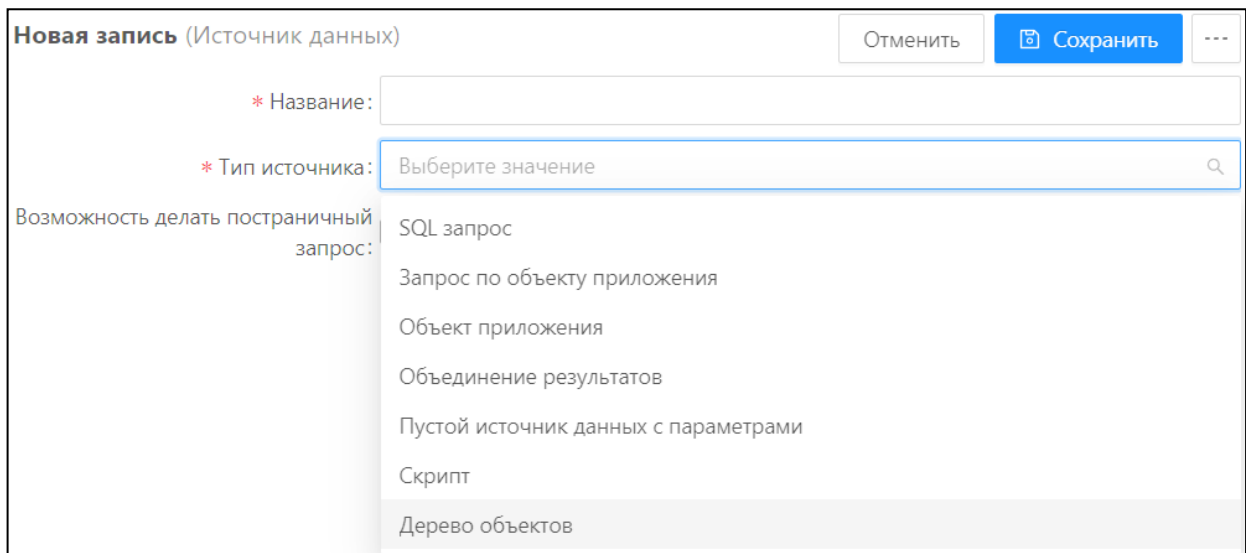 Новая запись (Источник данных)
Отменить
Сохранить
* Название:
* Тип источника:
Выберите значение
Возможность делать постраничный
запрос:
SQL запрос
Запрос по объекту приложения
Объект приложения
Объединение результатов
Пустой источник данных с параметрами
Скрипт
Дерево объектов